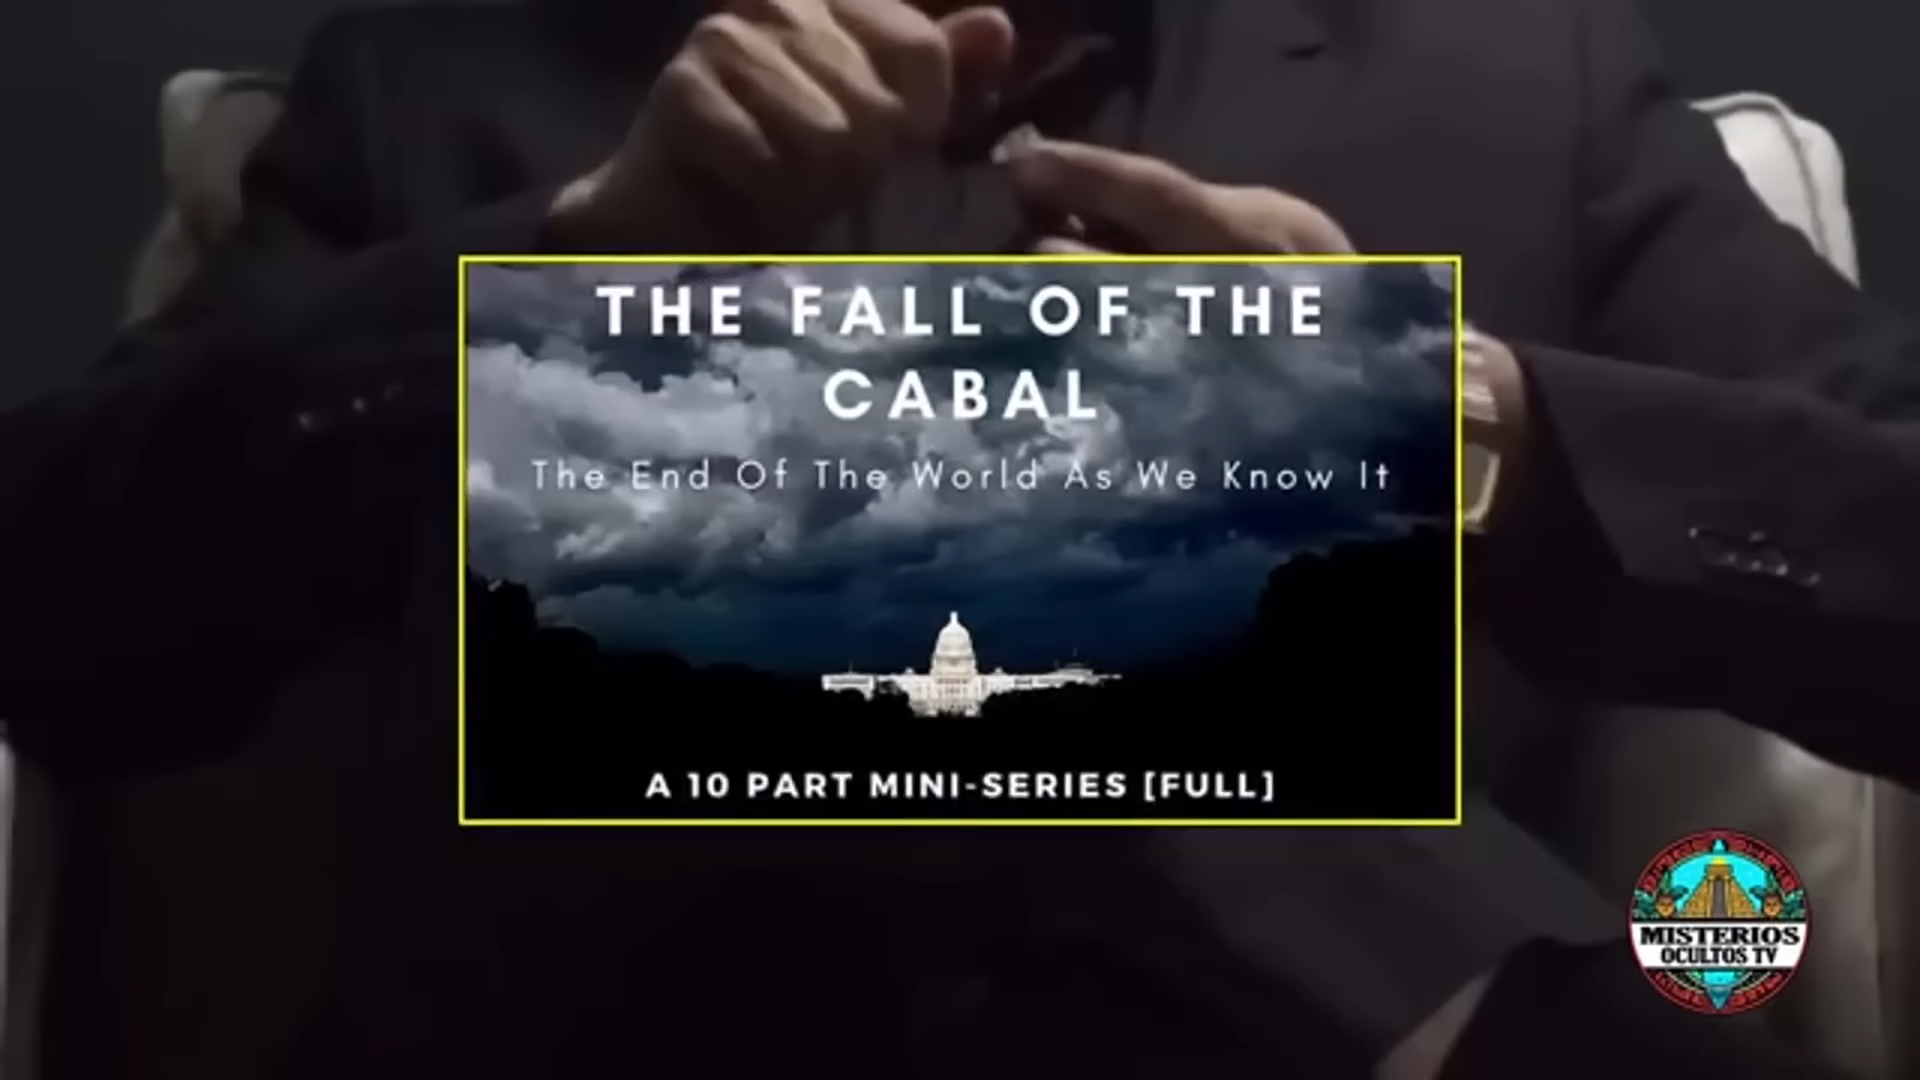 THE FALL OF THE
CABAL
The End Of The World As We Know It
A 10 PART MINI-SERIES [FULL]
MISTERIOS
OCULTOS TV